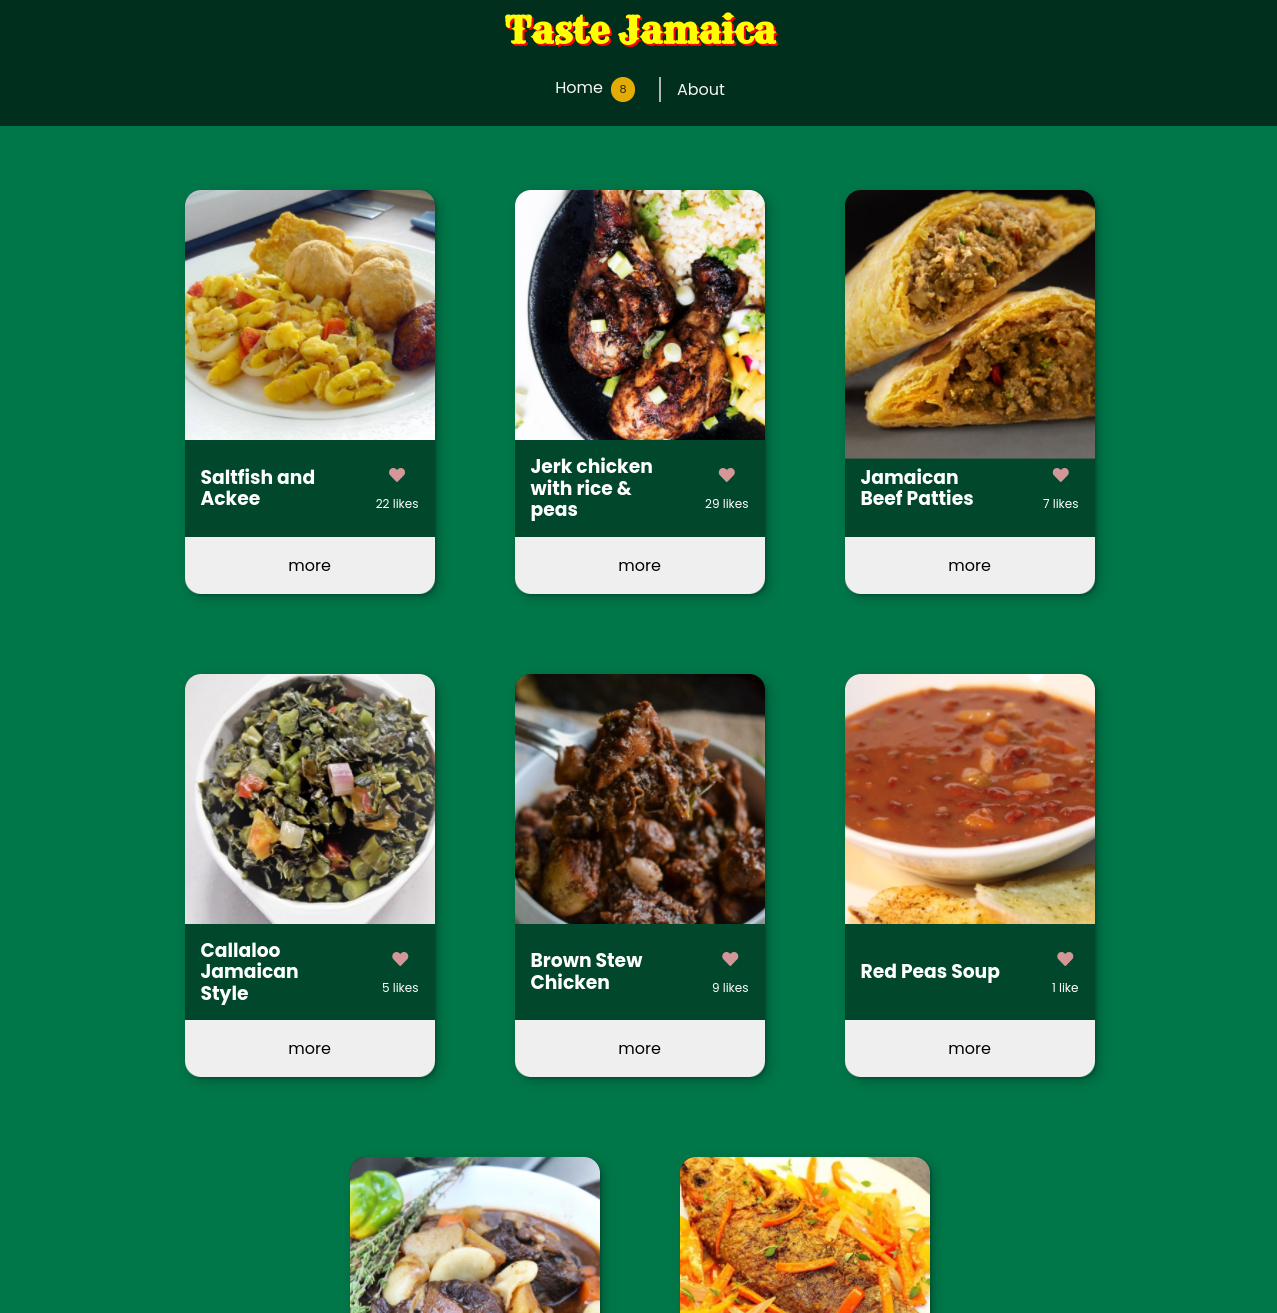 Taste Jamaica
Home 8
About
Saltfish and
Ackee
22 likes
Jerk chicken
with rice &
peas
29 likes
Jamaican
Beef Patties
7 likes
more
more
more
Callaloo
Jamaican
Style
5 likes
Brown Stew
Chicken
9 likes
Red Peas Soup
1 like
more
more
more